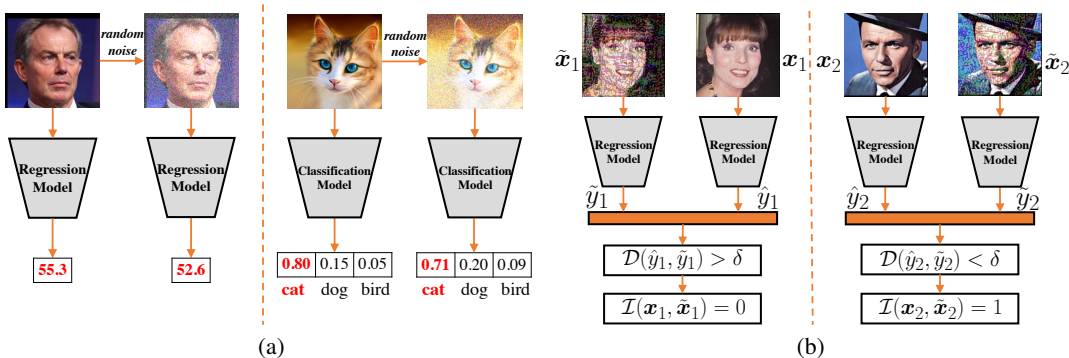 random
noise
Regression
Model
Regression
Model
55.3
52.6
random
noise
Classification
Model
Classification
Model
0.80 0.15 0.05
cat dog bird
0.71 0.20 0.09
cat dog bird
(a)
x̃₁
x₁
Regression
Model
Regression
Model
ỹ₁
ŷ₁
D(ŷ₁, ỹ₁) > δ
I(x₁, x̃₁) = 0
x₂
x̃₂
Regression
Model
Regression
Model
ŷ₂
ỹ₂
D(ŷ₂, ỹ₂) < δ
I(x₂, x̃₂) = 1
(b)